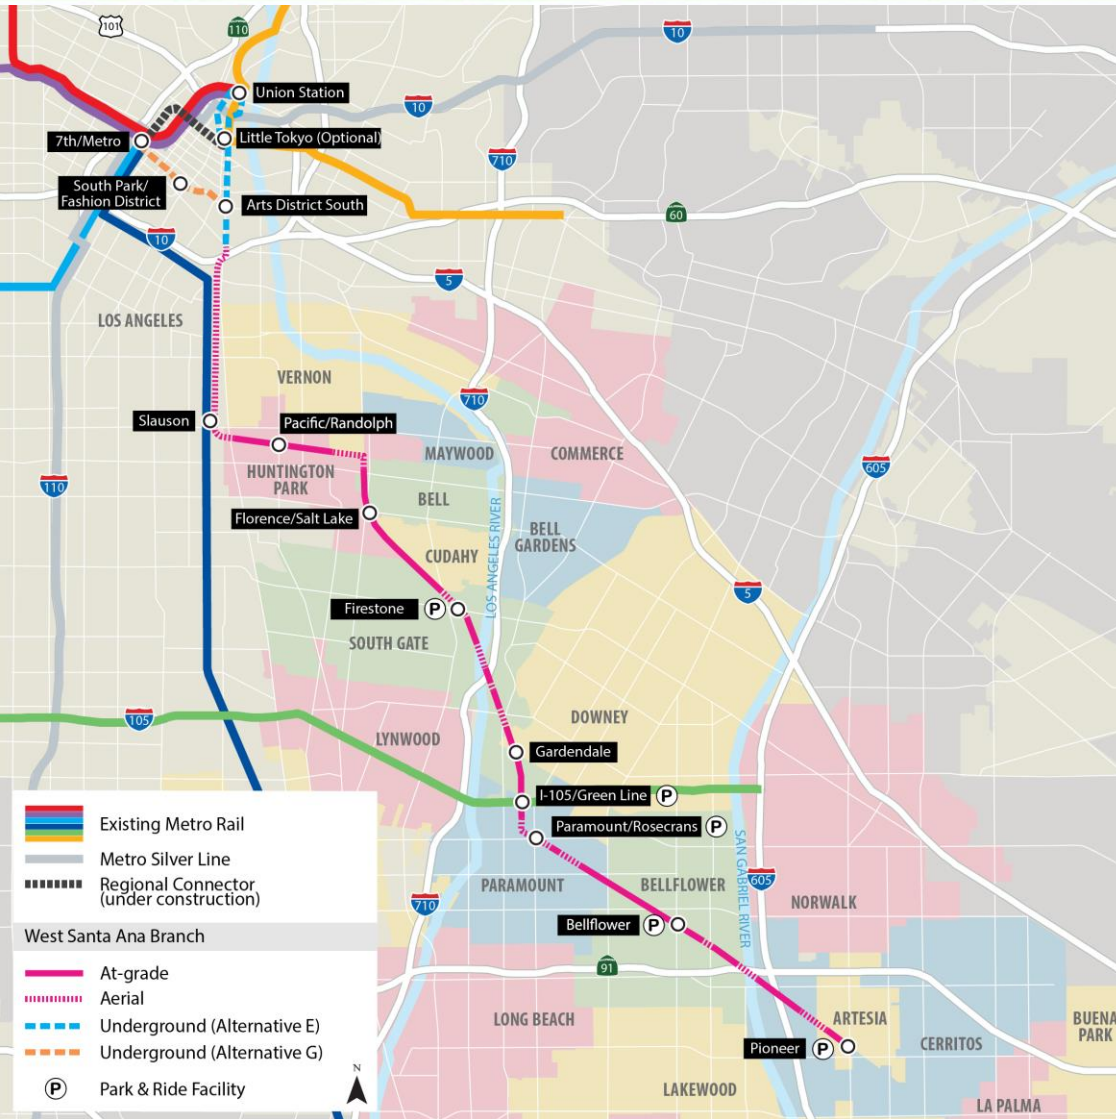 101
110
10
Union Station
10
Little Tokyo (Optional)
7th/Metro
710
South Park/
Fashion District
Arts District South
60
10
5
LOS ANGELES
VERNON
710
Slauson
Pacific/Randolph
MAYWOOD
COMMERCE
605
HUNTINGTON
PARK
110
BELL
LOS ANGELES RIVER
Florence/Salt Lake
BELL
GARDENS
CUDAHY
5
Firestone
P
SOUTH GATE
105
DOWNEY
LYNWOOD
Gardendale
I-105/Green Line
P
Paramount/Rosecrans
P
SAN GABRIEL RIVER
605
PARAMOUNT
BELLFLOWER
NORWALK
710
Bellflower
P
91
LONG BEACH
ARTESIA
BUENA
PARK
CERRITOS
Pioneer
P
LAKEWOOD
LA PALMA
Existing Metro Rail
Metro Silver Line
Regional Connector
(under construction)
West Santa Ana Branch
At-grade
Aerial
Underground (Alternative E)
Underground (Alternative G)
P
Park & Ride Facility
N